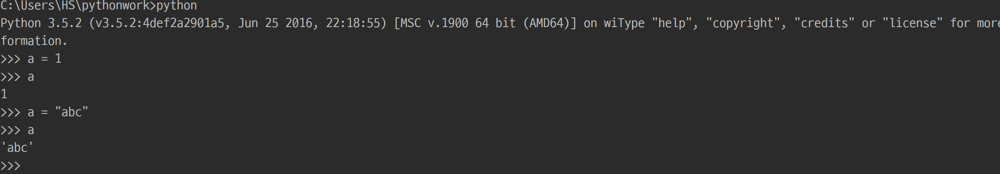 C:\Users\HS\pythonwork>python
Python 3.5.2 (v3.5.2:4def2a2901a5, Jun 25 2016, 22:18:55) [MSC v.1900 64 bit (AMD64)] on wiType "help", "copyright", "credits" or "license" for more
formation.
>>> a = 1
>>> a
1
>>> a = "abc"
>>> a
'abc'
>>>